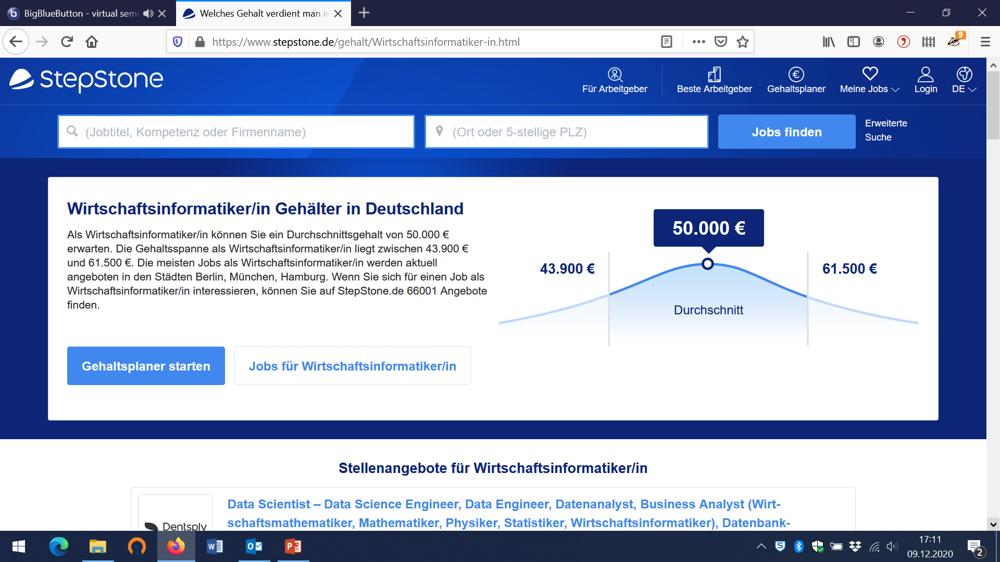 BigBlueButton - virtual semi
Welches Gehalt verdient man in
https://www.stepstone.de/gehalt/Wirtschaftsinformatiker-in.html
9
StepStone
Für Arbeitgeber
Beste Arbeitgeber
Gehaltsplaner
Meine Jobs
Login
DE
(Jobtitel, Kompetenz oder Firmenname)
(Ort oder 5-stellige PLZ)
Jobs finden
Erweiterte
Suche
Wirtschaftsinformatiker/in Gehälter in Deutschland
Als Wirtschaftsinformatiker/in können Sie ein Durchschnittsgehalt von 50.000 €
erwarten. Die Gehaltsspanne als Wirtschaftsinformatiker/in liegt zwischen 43.900 €
und 61.500 €. Die meisten Jobs als Wirtschaftsinformatiker/in werden aktuell
angeboten in den Städten Berlin, München, Hamburg. Wenn Sie sich für einen Job als
Wirtschaftsinformatiker/in interessieren, können Sie auf StepStone.de 66001 Angebote
finden.
50.000 €
43.900 €
61.500 €
Durchschnitt
Gehaltsplaner starten
Jobs für Wirtschaftsinformatiker/in
Stellenangebote für Wirtschaftsinformatiker/in
Dentsply
Data Scientist – Data Science Engineer, Data Engineer, Datenanalyst, Business Analyst (Wirt-
schaftsmathematiker, Mathematiker, Physiker, Statistiker, Wirtschaftsinformatiker), Datenbank-
17:11
09.12.2020
2